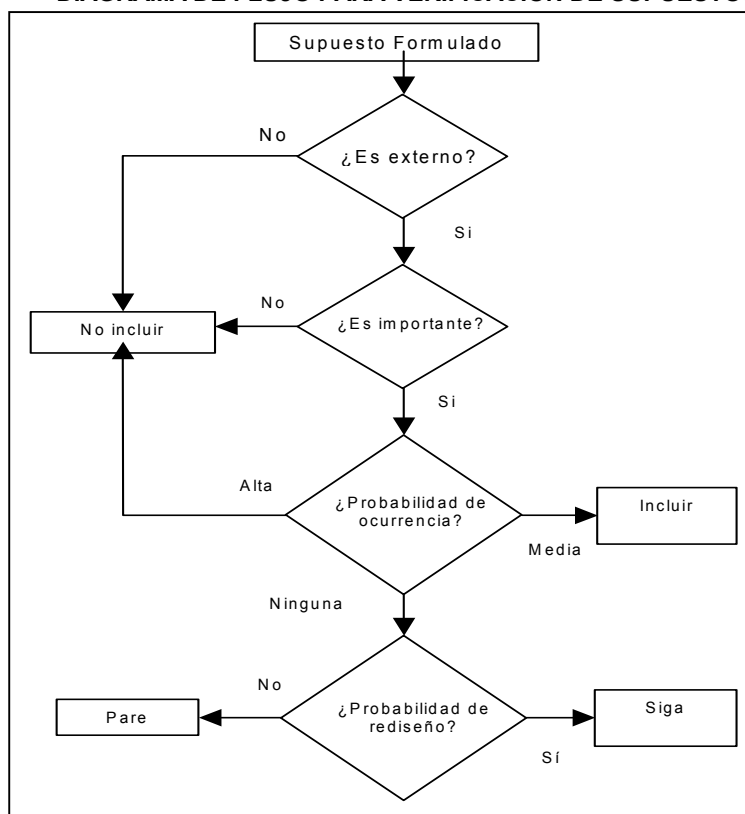 Supuesto Formulado
No
¿Es externo?
Si
No incluir
No
¿Es importante?
Si
Alta
¿Probabilidad de
ocurrencia?
Incluir
Media
Ninguna
Pare
No
¿Probabilidad de
rediseño?
Siga
Sí